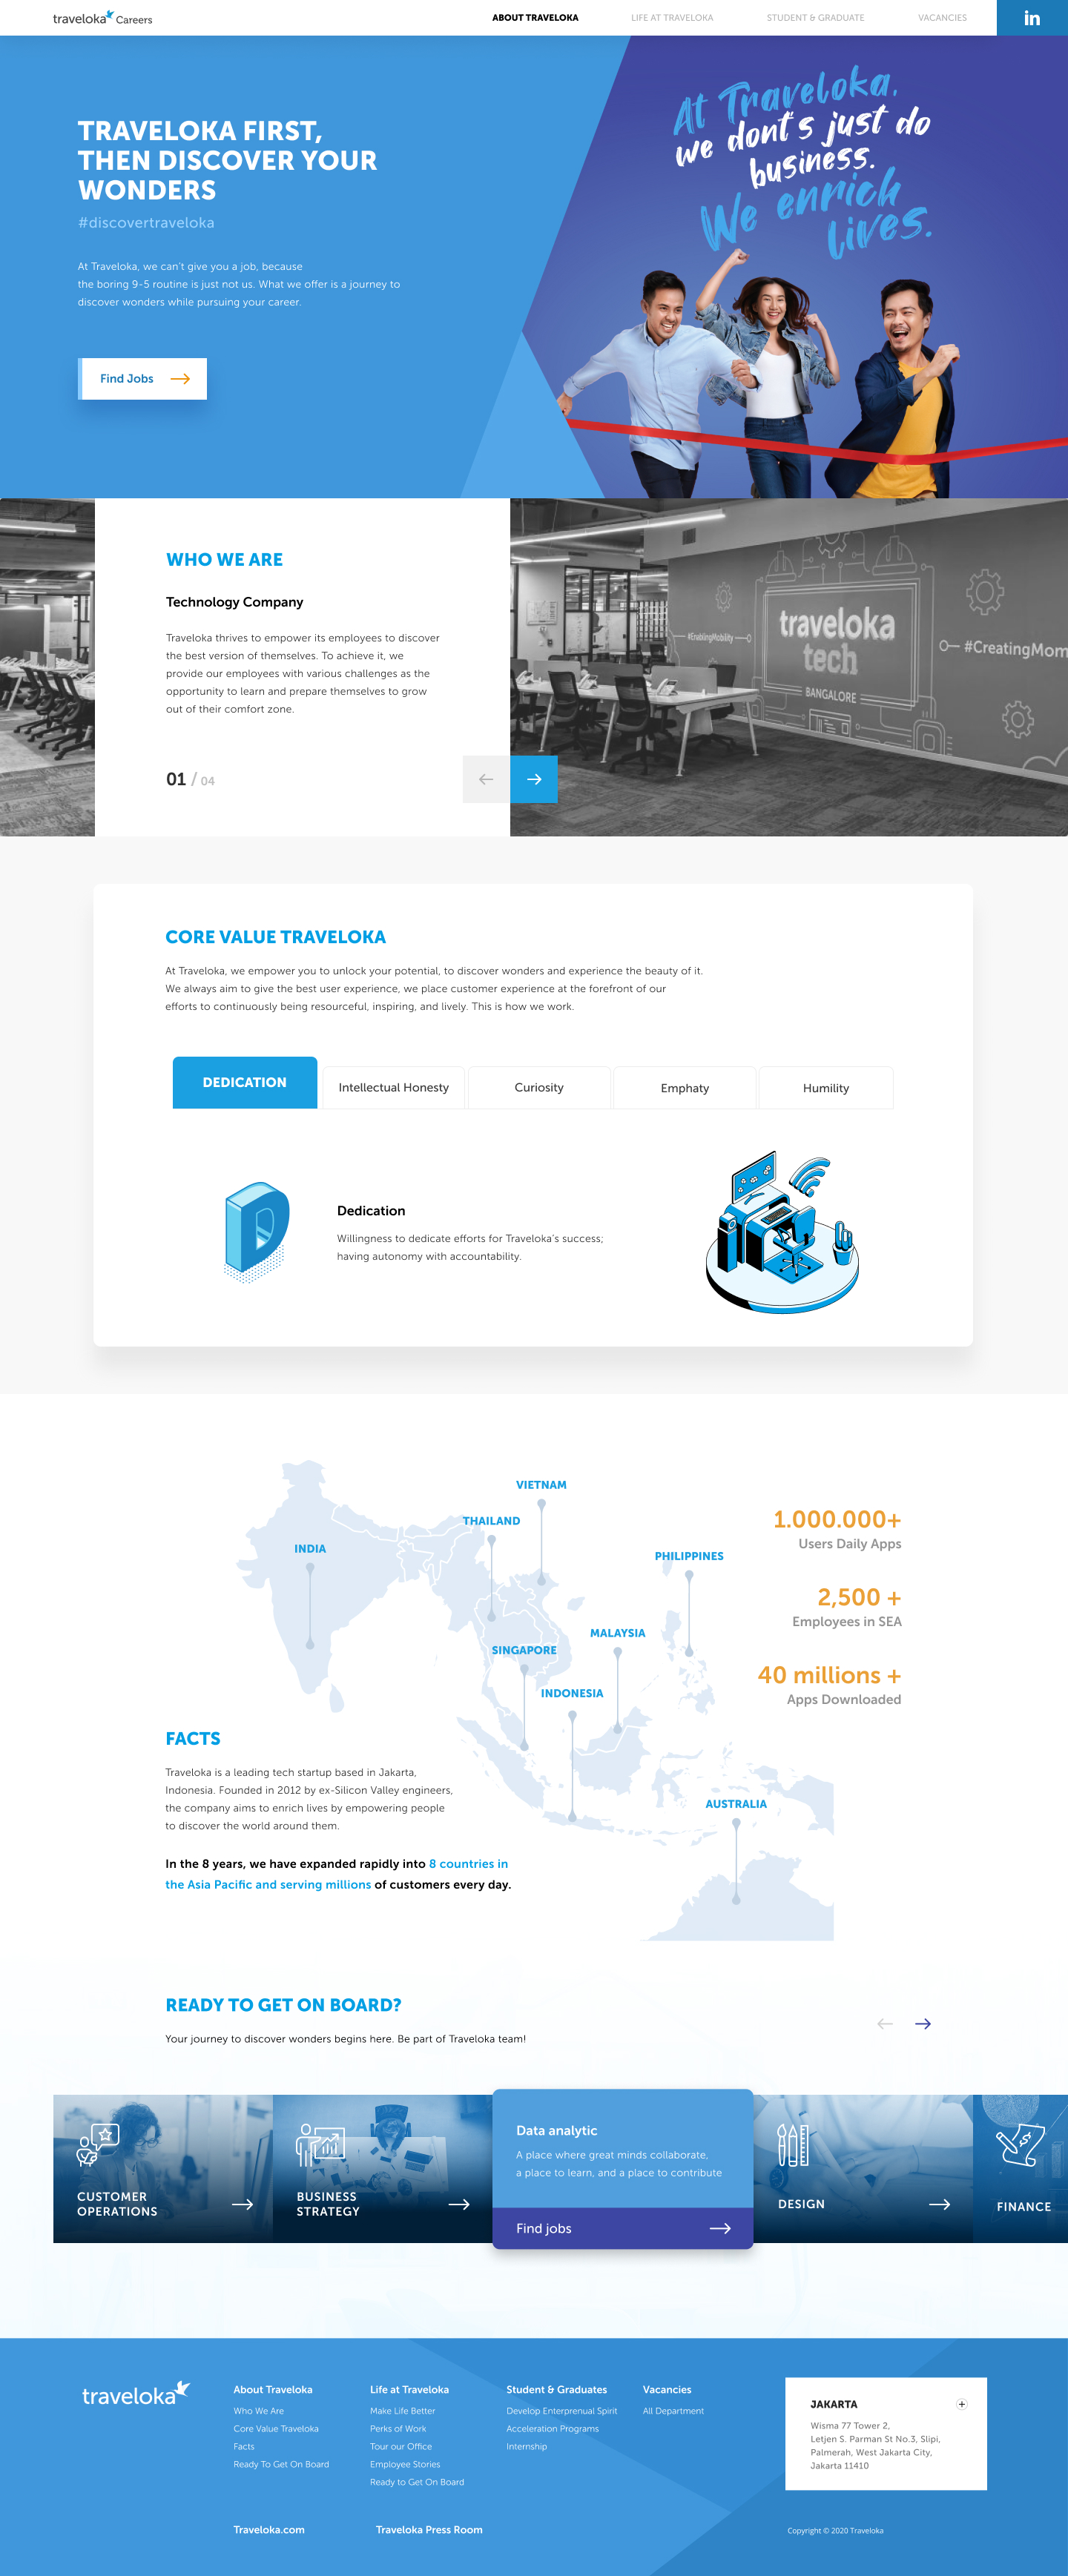 traveloka Careers
ABOUT TRAVELOKA
LIFE AT TRAVELOKA
STUDENT & GRADUATE
VACANCIES
in
TRAVELOKA FIRST,
THEN DISCOVER YOUR
WONDERS
#discovertraveloka
At Traveloka, we can't give you a job, because
the boring 9-5 routine is just not us. What we offer is a journey to
discover wonders while pursuing your career.
Find Jobs
At Traveloka,
we dont's just do
business.
We enrich
lives.
WHO WE ARE
Technology Company
Traveloka thrives to empower its employees to discover
the best version of themselves. To achieve it, we
provide our employees with various challenges as the
opportunity to learn and prepare themselves to grow
out of their comfort zone.
01 / 04
#EnablingMobility
traveloka
tech
BANGALORE
#CreatingMom
CORE VALUE TRAVELOKA
At Traveloka, we empower you to unlock your potential, to discover wonders and experience the beauty of it.
We always aim to give the best user experience, we place customer experience at the forefront of our
efforts to continuously being resourceful, inspiring, and lively. This is how we work.
DEDICATION
Intellectual Honesty
Curiosity
Emphaty
Humility
D
Dedication
Willingness to dedicate efforts for Traveloka's success;
having autonomy with accountability.
VIETNAM
THAILAND
INDIA
PHILIPPINES
MALAYSIA
SINGAPORE
INDONESIA
AUSTRALIA
1.000.000+
Users Daily Apps
2,500 +
Employees in SEA
40 millions +
Apps Downloaded
FACTS
Traveloka is a leading tech startup based in Jakarta,
Indonesia. Founded in 2012 by ex-Silicon Valley engineers,
the company aims to enrich lives by empowering people
to discover the world around them.
In the 8 years, we have expanded rapidly into 8 countries in
the Asia Pacific and serving millions of customers every day.
READY TO GET ON BOARD?
Your journey to discover wonders begins here. Be part of Traveloka team!
CUSTOMER
OPERATIONS
BUSINESS
STRATEGY
Data analytic
A place where great minds collaborate,
a place to learn, and a place to contribute
Find jobs
DESIGN
FINANCE
traveloka
About Traveloka
Who We Are
Core Value Traveloka
Facts
Ready To Get On Board
Life at Traveloka
Make Life Better
Perks of Work
Tour our Office
Employee Stories
Ready to Get On Board
Student & Graduates
Develop Enterprenual Spirit
Acceleration Programs
Internship
Vacancies
All Department
JAKARTA
Wisma 77 Tower 2,
Letjen S. Parman St No.3, Slipi,
Palmerah, West Jakarta City,
Jakarta 11410
Traveloka.com
Traveloka Press Room
Copyright © 2020 Traveloka